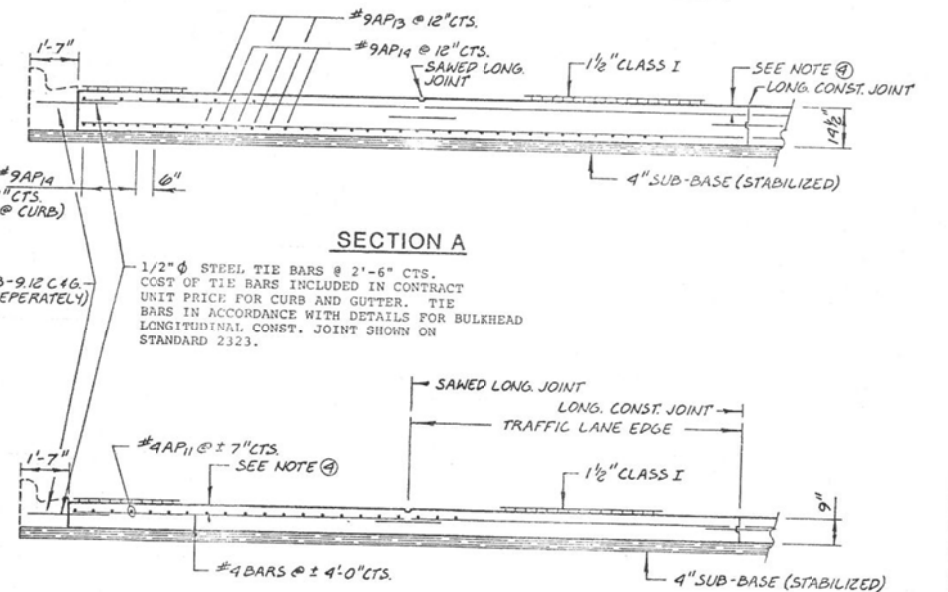 #9AP13 @ 12"CTS.
#9AP14 @ 12"CTS.
1'-7"
SAWED LONG.
JOINT
1½"CLASS I
SEE NOTE ④
LONG. CONST. JOINT
14½"
#9AP14
"CTS.
@ CURB)
6"
4"SUB-BASE (STABILIZED)
SECTION A
1/2"φ STEEL TIE BARS @ 2'-6" CTS.
COST OF TIE BARS INCLUDED IN CONTRACT
UNIT PRICE FOR CURB AND GUTTER. TIE
BARS IN ACCORDANCE WITH DETAILS FOR BULKHEAD
LONGITUDINAL CONST. JOINT SHOWN ON
STANDARD 2323.
-9.12 C&G.
EPERATELY)
SAWED LONG. JOINT
LONG. CONST. JOINT
TRAFFIC LANE EDGE
#4AP11 @ ± 7"CTS.
1'-7"
SEE NOTE ④
1½"CLASS I
9"
#4 BARS @ ± 4'-0"CTS.
4"SUB-BASE (STABILIZED)